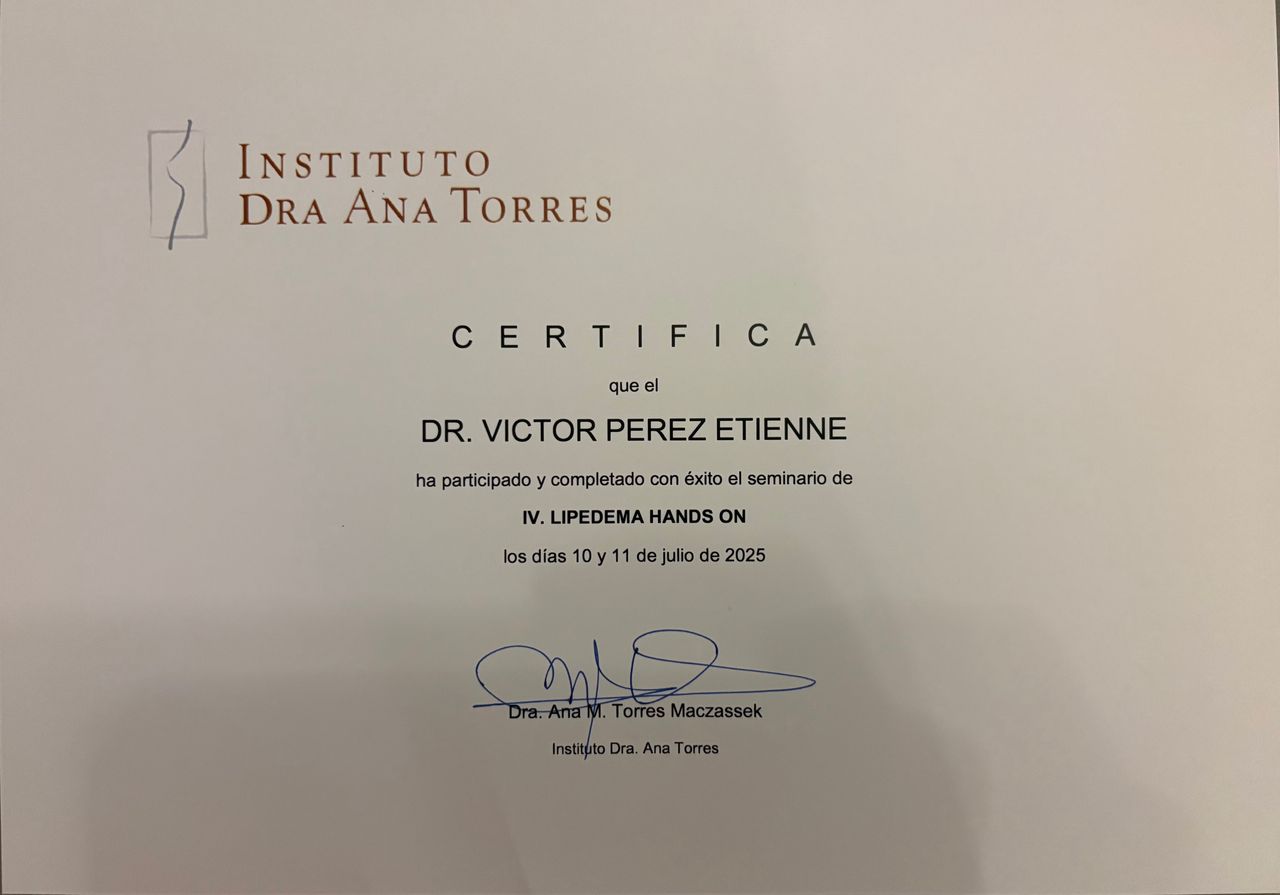 INSTITUTO
DRA ANA TORRES
CERTIFICA
que el
DR. VICTOR PEREZ ETIENNE
ha participado y completado con éxito el seminario de
IV. LIPEDEMA HANDS ON
los días 10 y 11 de julio de 2025
Dra. Ana M. Torres Maczassek
Instituto Dra. Ana Torres